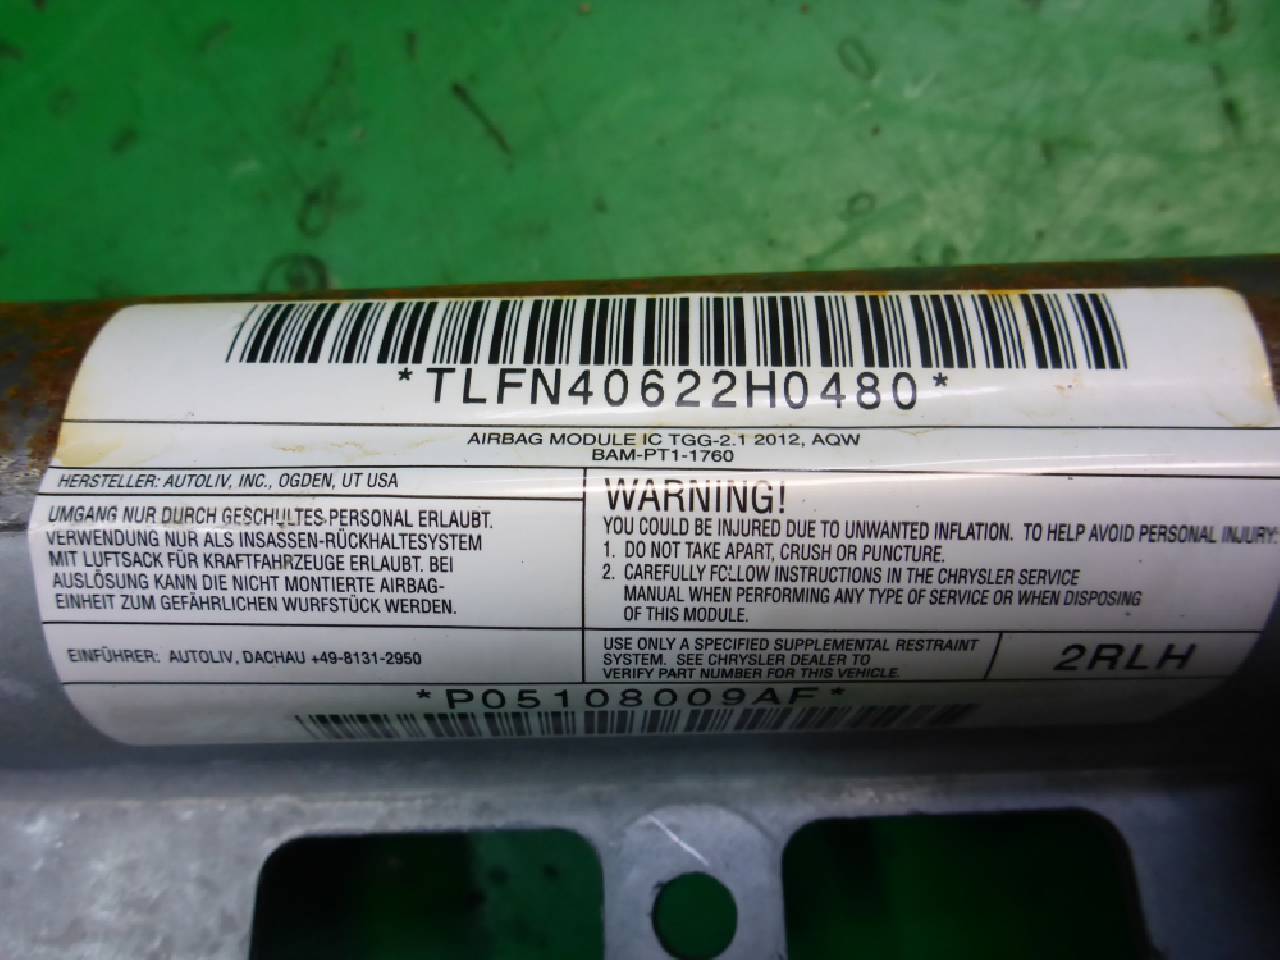 *TLFN40622H0480*
AIRBAG MODULE IC TGG-2.1 2012, AQW
BAM-PT1-1760
HERSTELLER: AUTOLIV, INC., OGDEN, UT USA
UMGANG NUR DURCH GESCHULTES PERSONAL ERLAUBT.
VERWENDUNG NUR ALS INSASSEN-RÜCKHALTESYSTEM
MIT LUFTSACK FÜR KRAFTFAHRZEUGE ERLAUBT. BEI
AUSLÖSUNG KANN DIE NICHT MONTIERTE AIRBAG-
EINHEIT ZUM GEFÄHRLICHEN WURFSTÜCK WERDEN.
EINFÜHRER: AUTOLIV, DACHAU +49-8131-2950
WARNING!
YOU COULD BE INJURED DUE TO UNWANTED INFLATION. TO HELP AVOID PERSONAL INJURY:
1. DO NOT TAKE APART, CRUSH OR PUNCTURE.
2. CAREFULLY FOLLOW INSTRUCTIONS IN THE CHRYSLER SERVICE
MANUAL WHEN PERFORMING ANY TYPE OF SERVICE OR WHEN DISPOSING
OF THIS MODULE.
USE ONLY A SPECIFIED SUPPLEMENTAL RESTRAINT
SYSTEM. SEE CHRYSLER DEALER TO
VERIFY PART NUMBER FOR THIS VEHICLE.
2RLH
*P05108009AF*